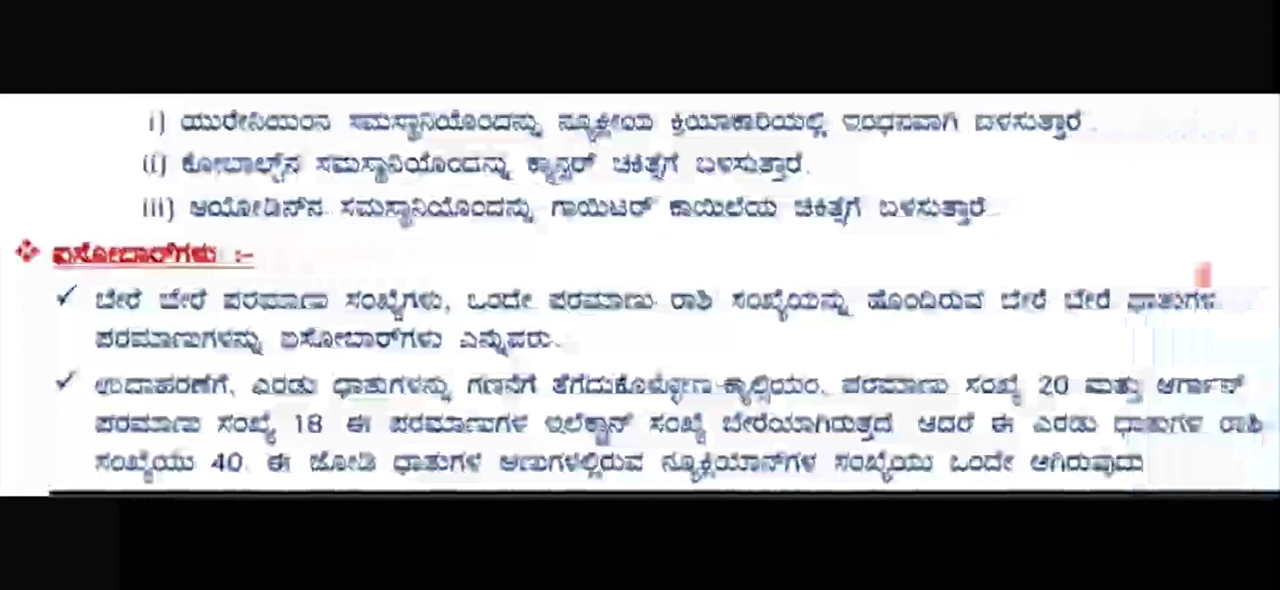 i) ಯುರೇನಿಯಂನ ಸಮಸ್ಥಾನಿಯೊಂದನ್ನು ನ್ಯೂಕ್ಲೀಯ ಕ್ರಿಯಾಕಾರಿಯಲ್ಲಿ ಇಂಧನವಾಗಿ ಬಳಸುತ್ತಾರೆ.
ii) ಕೋಬಾಲ್ಟ್‌ನ ಸಮಸ್ಥಾನಿಯೊಂದನ್ನು ಕ್ಯಾನ್ಸರ್ ಚಿಕಿತ್ಸೆಗೆ ಬಳಸುತ್ತಾರೆ.
iii) ಅಯೋಡಿನ್‌ನ ಸಮಸ್ಥಾನಿಯೊಂದನ್ನು ಗಾಯಿಟರ್ ಕಾಯಿಲೆಯ ಚಿಕಿತ್ಸೆಗೆ ಬಳಸುತ್ತಾರೆ.
❖ ಐಸೋಬಾರ್‌ಗಳು :-
✓ ಬೇರೆ ಬೇರೆ ಪರಮಾಣು ಸಂಖ್ಯೆಗಳು, ಒಂದೇ ಪರಮಾಣು ರಾಶಿ ಸಂಖ್ಯೆಯನ್ನು ಹೊಂದಿರುವ ಬೇರೆ ಬೇರೆ ಧಾತುಗಳ
ಪರಮಾಣುಗಳನ್ನು ಐಸೋಬಾರ್‌ಗಳು ಎನ್ನುವರು.
✓ ಉದಾಹರಣೆಗೆ, ಎರಡು ಧಾತುಗಳನ್ನು ಗಣನೆಗೆ ತೆಗೆದುಕೊಳ್ಳೋಣ-ಕ್ಯಾಲ್ಸಿಯಂ, ಪರಮಾಣು ಸಂಖ್ಯೆ 20 ಮತ್ತು ಆರ್ಗಾನ್
ಪರಮಾಣು ಸಂಖ್ಯೆ 18 ಈ ಪರಮಾಣುಗಳ ಇಲೆಕ್ಟ್ರಾನ್ ಸಂಖ್ಯೆ ಬೇರೆಯಾಗಿರುತ್ತದೆ. ಆದರೆ ಈ ಎರಡು ಧಾತುಗಳ ರಾಶಿ
ಸಂಖ್ಯೆಯು 40. ಈ ಜೋಡಿ ಧಾತುಗಳ ಅಣುಗಳಲ್ಲಿರುವ ನ್ಯೂಕ್ಲಿಯಾನ್‌ಗಳ ಸಂಖ್ಯೆಯು ಒಂದೇ ಆಗಿರುವುದು